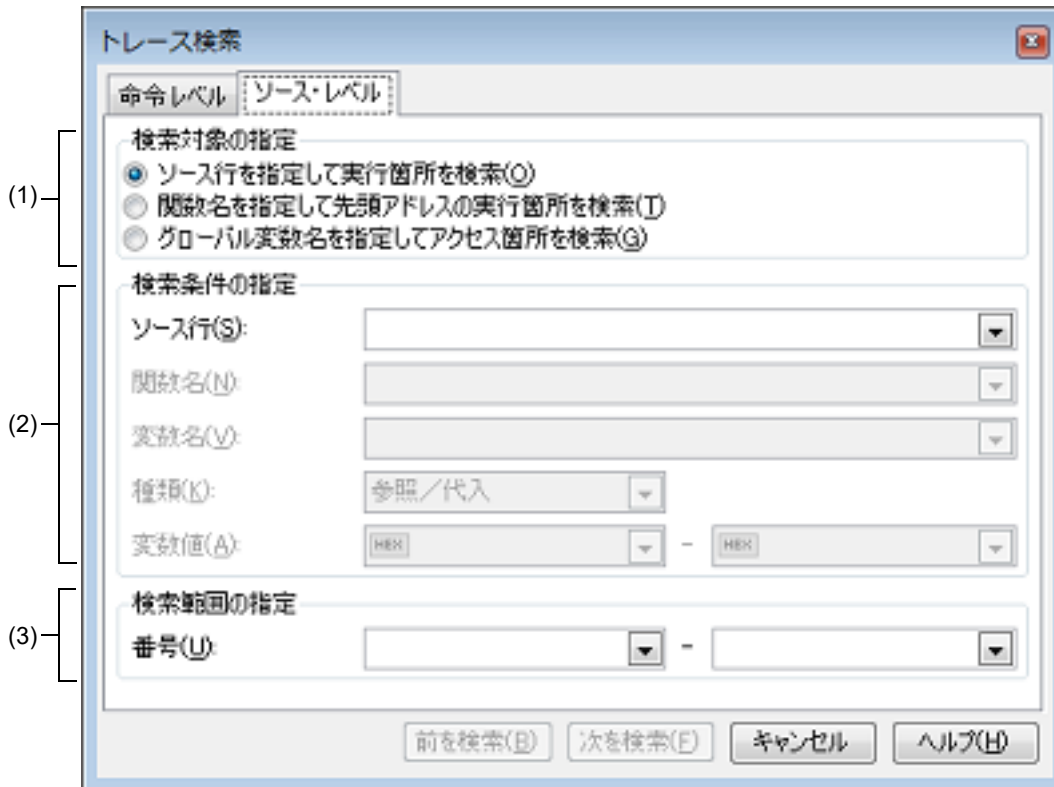 トレース検索
命令レベル ソース・レベル
(1)
検索対象の指定
ソース行を指定して実行箇所を検索(O)
関数名を指定して先頭アドレスの実行箇所を検索(T)
グローバル変数名を指定してアクセス箇所を検索(G)
(2)
検索条件の指定
ソース行(S):
関数名(N):
変数名(V):
種類(K): 参照／代入
変数値(A): HEX - HEX
(3)
検索範囲の指定
番号(U): -
前を検索(B) 次を検索(F) キャンセル ヘルプ(H)